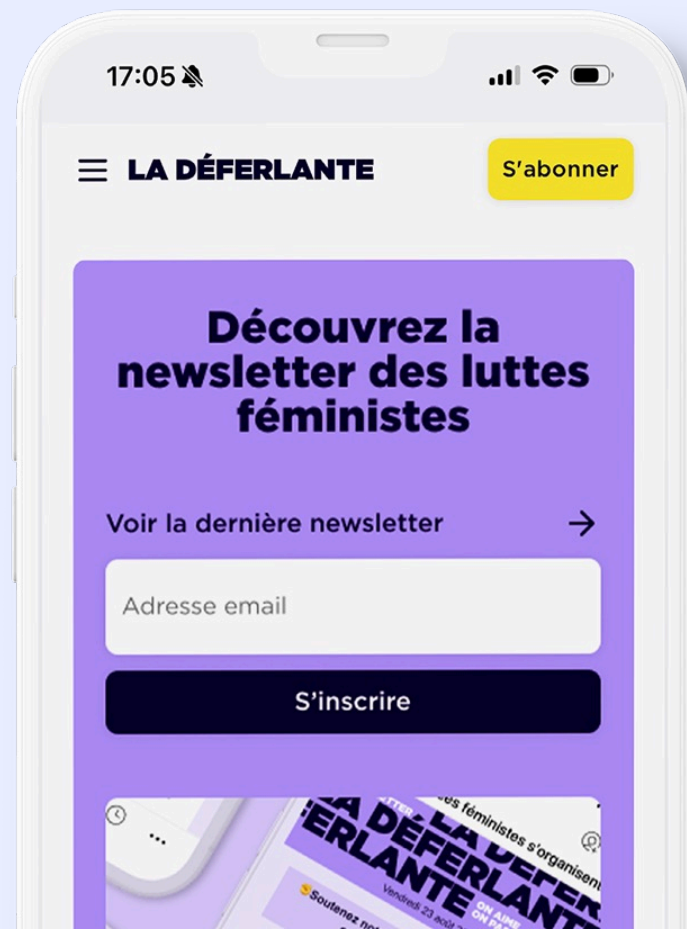 17:05
LA DÉFERLANTE
S'abonner
Découvrez la
newsletter des luttes
féministes
Voir la dernière newsletter
Adresse email
S’inscrire
féministes s'organisent
LA DÉFERLANTE
Vendredi 23 août
ON AIME
Soutenez